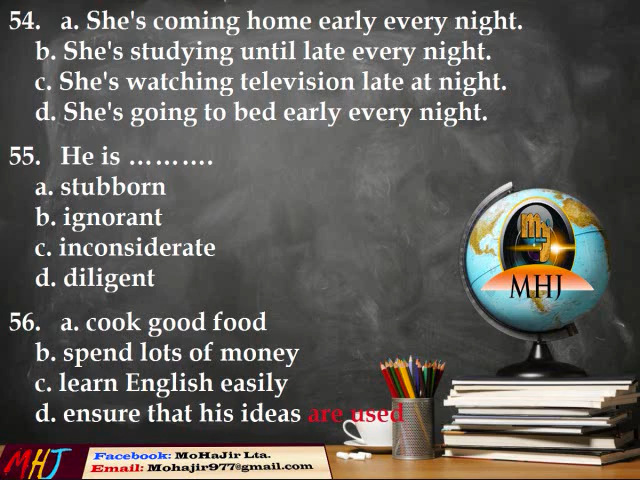 54. a. She's coming home early every night.
b. She's studying until late every night.
c. She's watching television late at night.
d. She's going to bed early every night.
55. He is ……….
a. stubborn
b. ignorant
c. inconsiderate
d. diligent
56. a. cook good food
b. spend lots of money
c. learn English easily
d. ensure that his ideas are used
MHJ
MHJ
MHJ
Facebook: MoHaJir Lta.
Email: Mohajir977@gmail.com